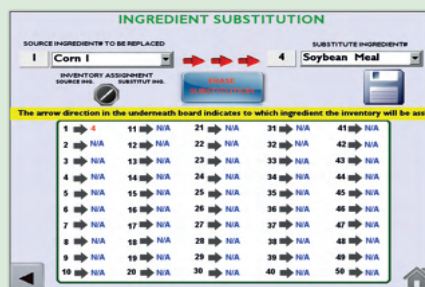 INGREDIENT SUBSTITUTION
SOURCE INGREDIENT# TO BE REPLACED
SUBSTITUTE INGREDIENT#
1 Corn 1
4 Soybean Meal
INVENTORY ASSIGNMENT
SOURCE ING. SUBSTITUT ING.
ERASE
SUBSTITUTION
The arrow direction in the underneath board indicates to which ingredient the inventory will be ass
1 4 11 N/A 21 N/A 31 N/A 41 N/A
2 N/A 12 N/A 22 N/A 32 N/A 42 N/A
3 N/A 13 N/A 23 N/A 33 N/A 43 N/A
4 N/A 14 N/A 24 N/A 34 N/A 44 N/A
5 N/A 15 N/A 25 N/A 35 N/A 45 N/A
6 N/A 16 N/A 26 N/A 36 N/A 46 N/A
7 N/A 17 N/A 27 N/A 37 N/A 47 N/A
8 N/A 18 N/A 28 N/A 38 N/A 48 N/A
9 N/A 19 N/A 29 N/A 39 N/A 49 N/A
10 N/A 20 N/A 30 N/A 40 N/A 50 N/A